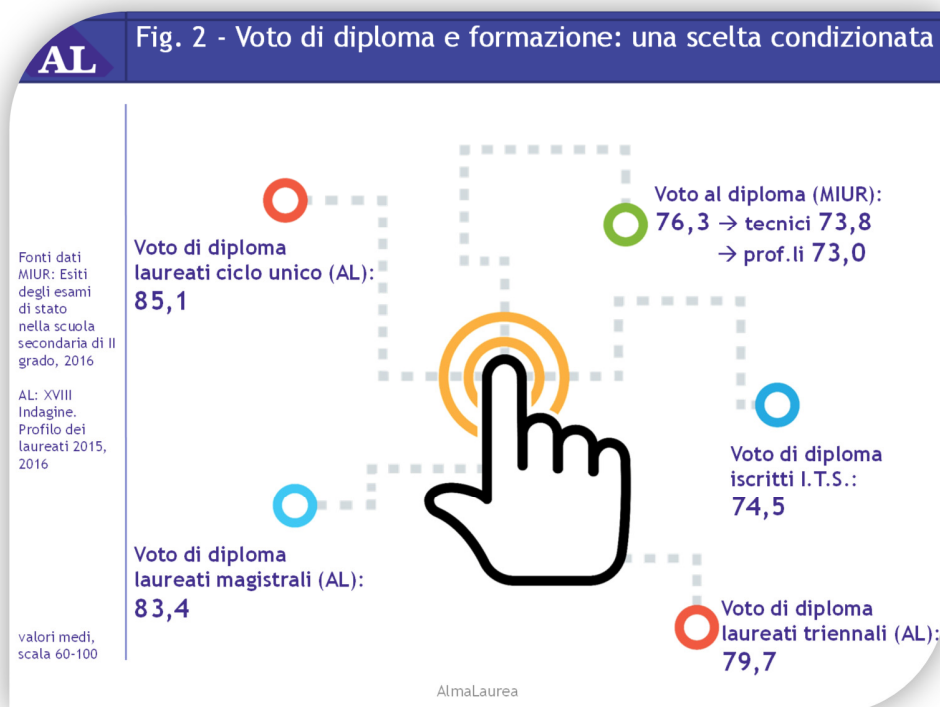 AL
Fig. 2 - Voto di diploma e formazione: una scelta condizionata
Fonti dati
MIUR: Esiti
degli esami
di stato
nella scuola
secondaria di II
grado, 2016
AL: XVIII
Indagine.
Profilo dei
laureati 2015,
2016
valori medi,
scala 60-100
Voto di diploma
laureati ciclo unico (AL):
85,1
Voto al diploma (MIUR):
76,3 → tecnici 73,8
→ prof.li 73,0
Voto di diploma
iscritti I.T.S.:
74,5
Voto di diploma
laureati magistrali (AL):
83,4
Voto di diploma
laureati triennali (AL):
79,7
AlmaLaurea